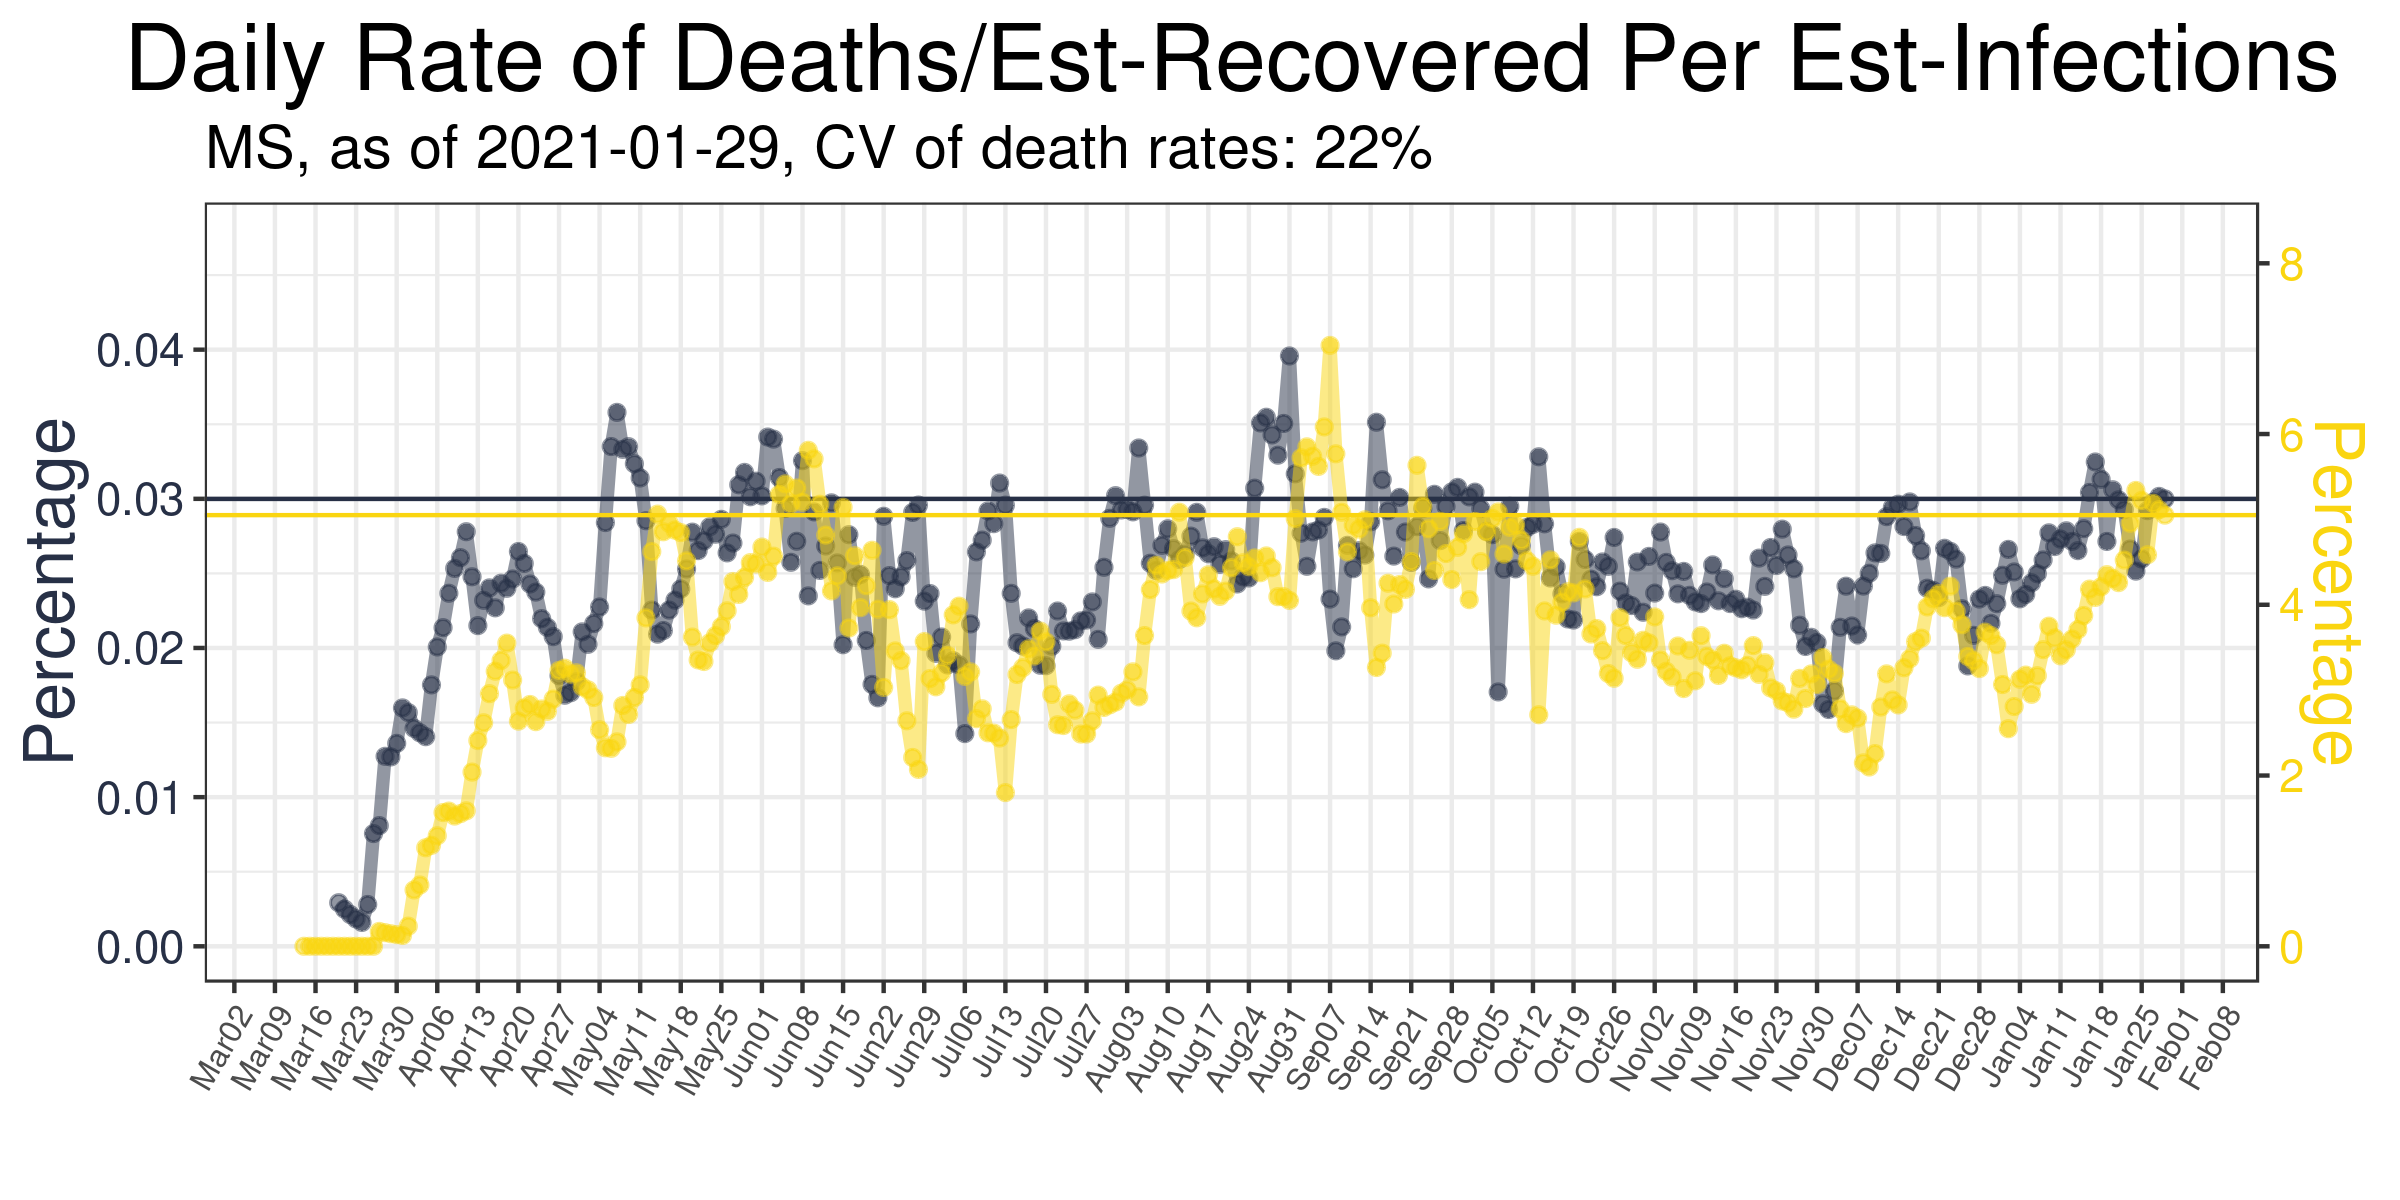 Daily Rate of Deaths/Est-Recovered Per Est-Infections
MS, as of 2021-01-29, CV of death rates: 22%
Percentage
0.04
0.03
0.02
0.01
0.00
8
6
4
2
0
Percentage
Mar02 Mar09 Mar16 Mar23 Mar30 Apr06 Apr13 Apr20 Apr27 May04 May11 May18 May25 Jun01 Jun08 Jun15 Jun22 Jun29 Jul06 Jul13 Jul20 Jul27 Aug03 Aug10 Aug17 Aug24 Aug31 Sep07 Sep14 Sep21 Sep28 Oct05 Oct12 Oct19 Oct26 Nov02 Nov09 Nov16 Nov23 Nov30 Dec07 Dec14 Dec21 Dec28 Jan04 Jan11 Jan18 Jan25 Feb01 Feb08